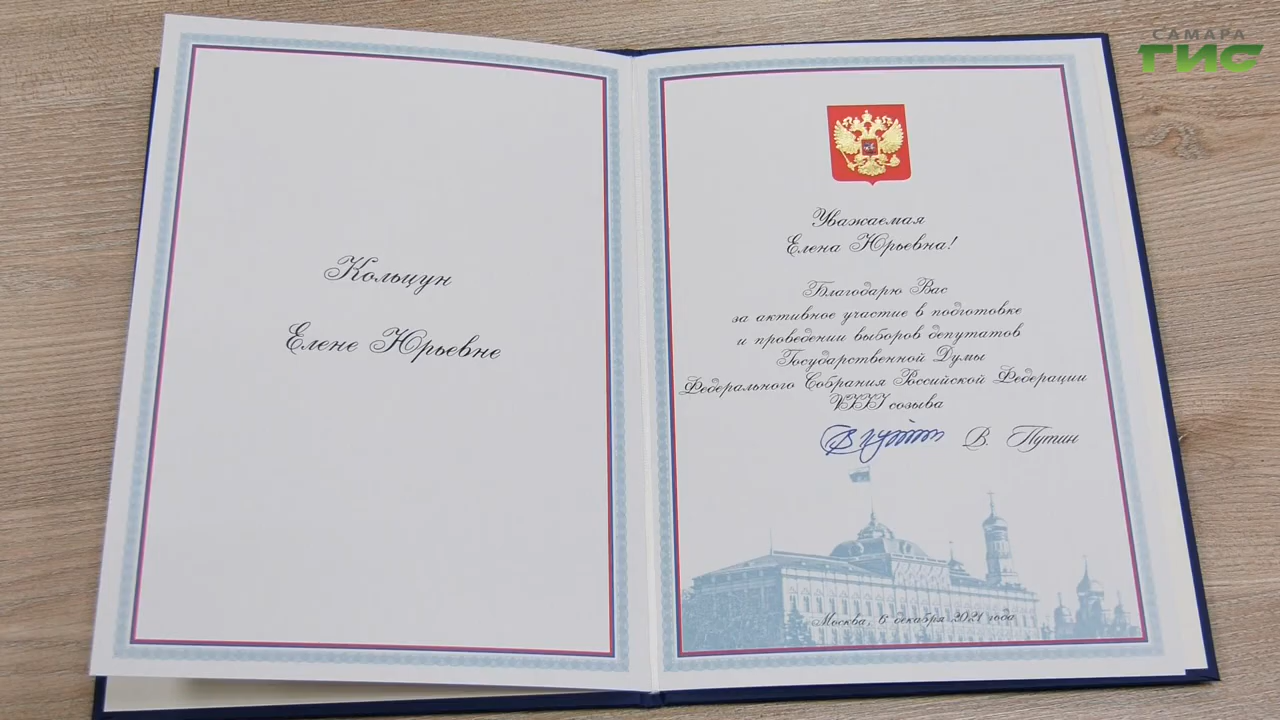 САМАРА
ГИС
Кольцун
Елене Юрьевне
Уважаемая
Елена Юрьевна!
Благодарю Вас
за активное участие в подготовке
и проведении выборов депутатов
Государственной Думы
Федерального Собрания Российской Федерации
VIII созыва
В. Путин
Москва, 6 декабря 2021 года